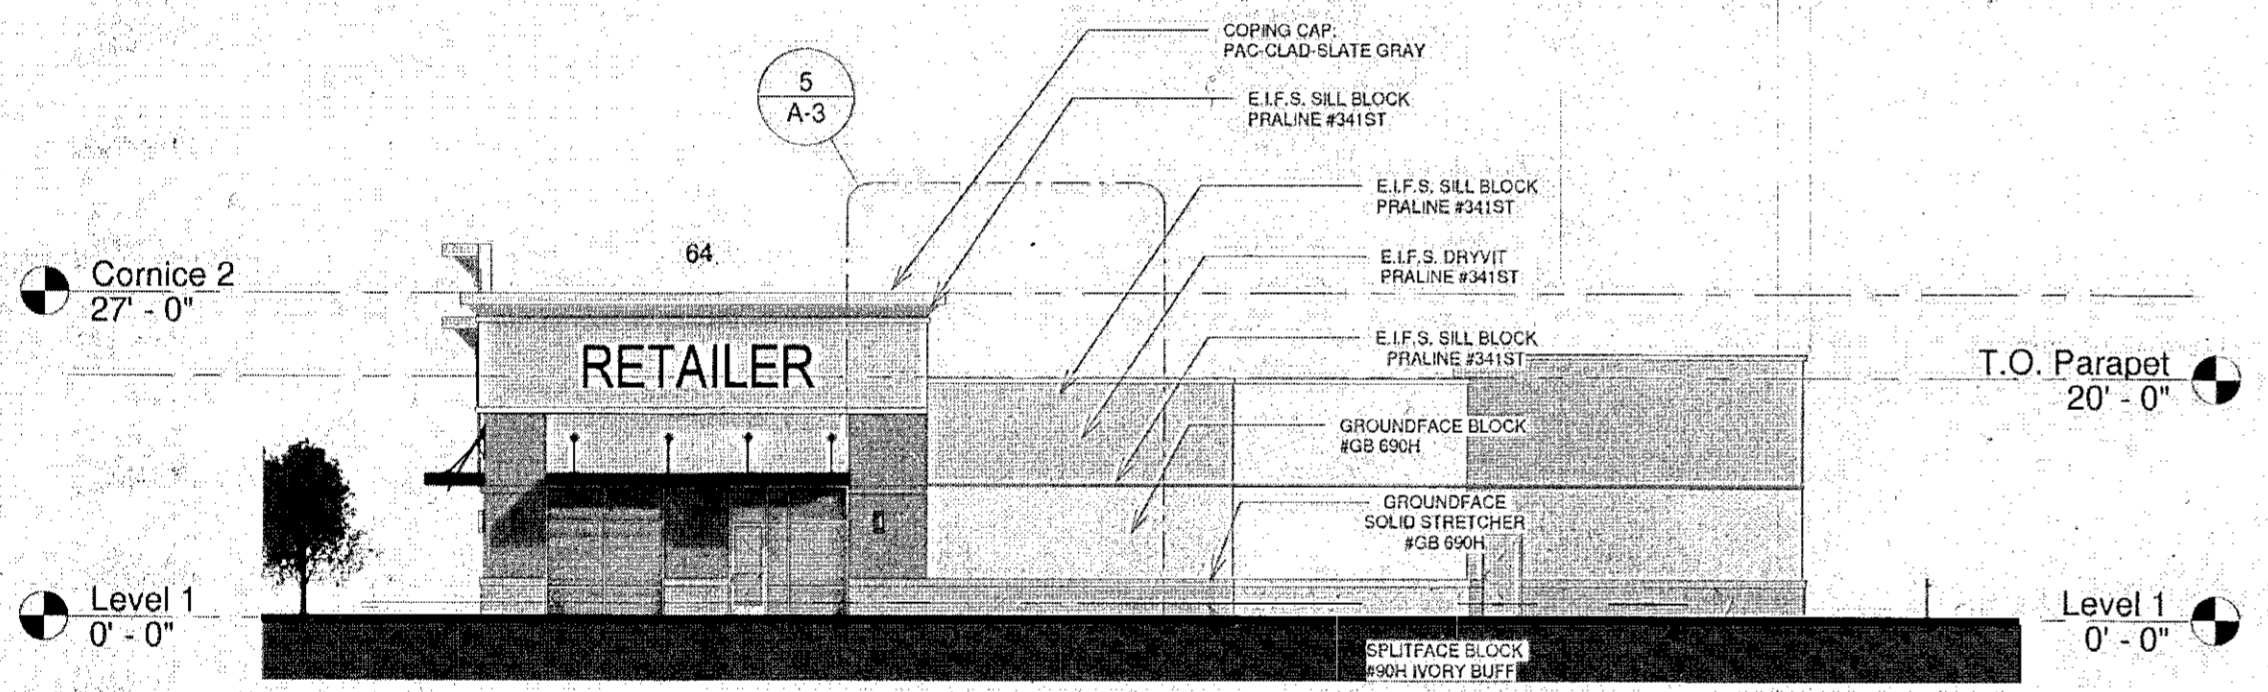 COPING CAP:
PAC-CLAD-SLATE GRAY
5
A-3
E.I.F.S. SILL BLOCK
PRALINE #341ST
E.I.F.S. SILL BLOCK
PRALINE #341ST
64
E.I.F.S. DRYVIT
PRALINE #341ST
Cornice 2
27' - 0"
E.I.F.S. SILL BLOCK
PRALINE #341ST
RETAILER
T.O. Parapet
20' - 0"
GROUNDFACE BLOCK
#GB 690H
GROUNDFACE
SOLID STRETCHER
#GB 690H
Level 1
0' - 0"
Level 1
0' - 0"
SPLITFACE BLOCK
#90H IVORY BUFF